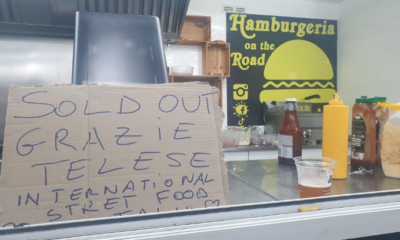 Hamburgeria
on the
Road
SOLD OUT
GRAZIE
TELESE
INTERNATIONAL
STREET FOOD